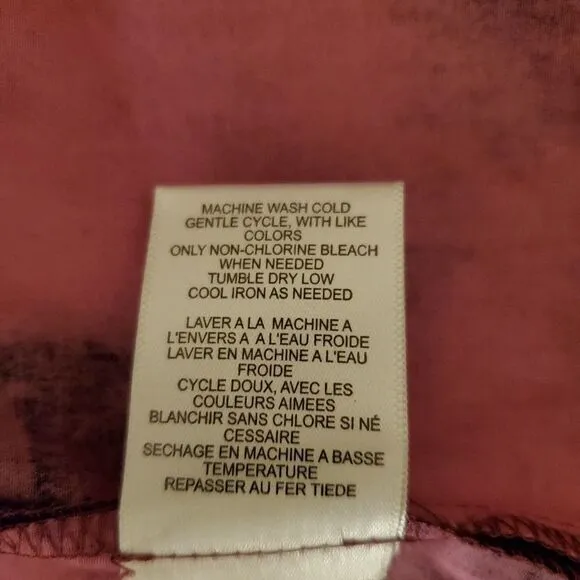 MACHINE WASH COLD
GENTLE CYCLE, WITH LIKE
COLORS
ONLY NON-CHLORINE BLEACH
WHEN NEEDED
TUMBLE DRY LOW
COOL IRON AS NEEDED
LAVER A LA MACHINE A
L'ENVERS A A L'EAU FROIDE
LAVER EN MACHINE A L'EAU
FROIDE
CYCLE DOUX, AVEC LES
COULEURS AIMEES
BLANCHIR SANS CHLORE SI NÉ
CESSAIRE
SECHAGE EN MACHINE A BASSE
TEMPERATURE
REPASSER AU FER TIEDE